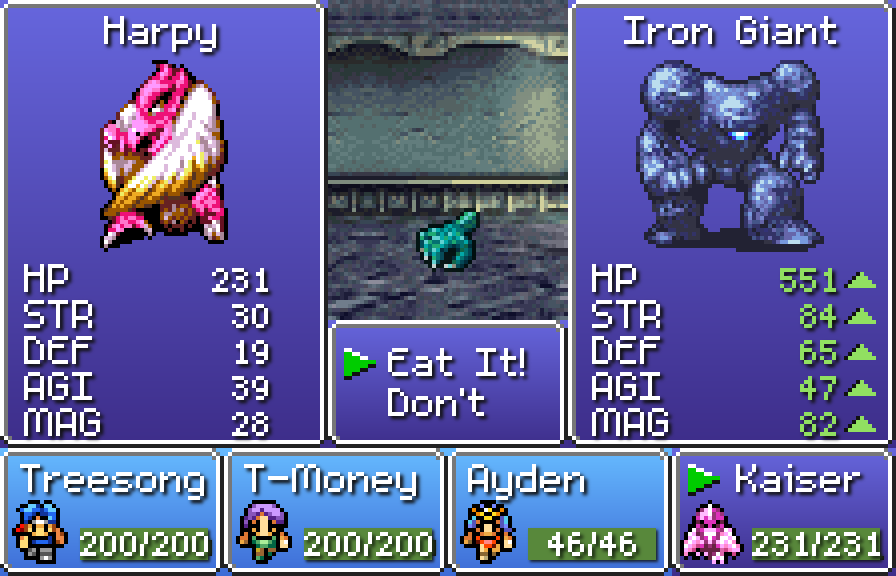 Harpy
HP 231
STR 30
DEF 19
AGI 39
MAG 28
Eat It!
Don't
Iron Giant
HP 551
STR 84
DEF 65
AGI 47
MAG 82
Treesong
200/200
T-Money
200/200
Ayden
46/46
Kaiser
231/231